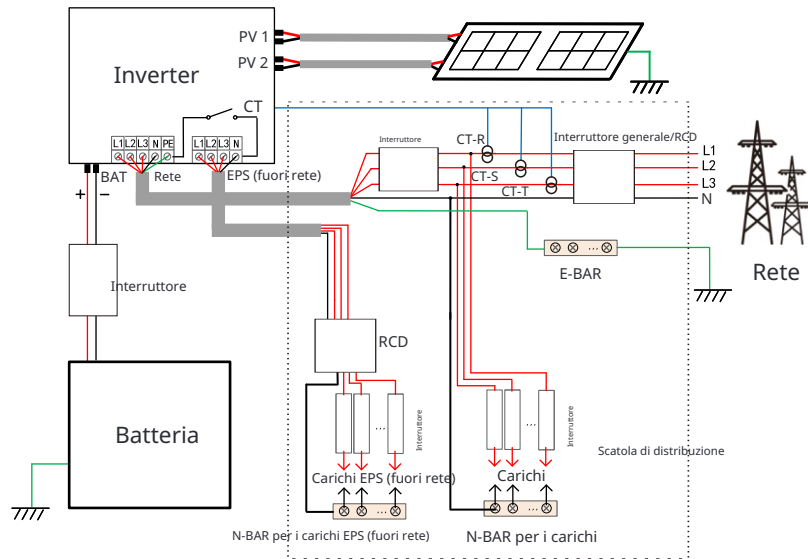 PV 1
PV 2
Inverter
CT
L1 L2 L3 N PE
L1 L2 L3 N
BAT
Rete
EPS (fuori rete)
+ −
Interruttore
CT-R
CT-S
CT-T
Interruttore generale/RCD
L1
L2
L3
N
Rete
E-BAR
...
Interruttore
RCD
Batteria
...
Interruttore
...
Interruttore
Scatola di distribuzione
Carichi EPS (fuori rete)
Carichi
...
...
N-BAR per i carichi EPS (fuori rete)
N-BAR per i carichi